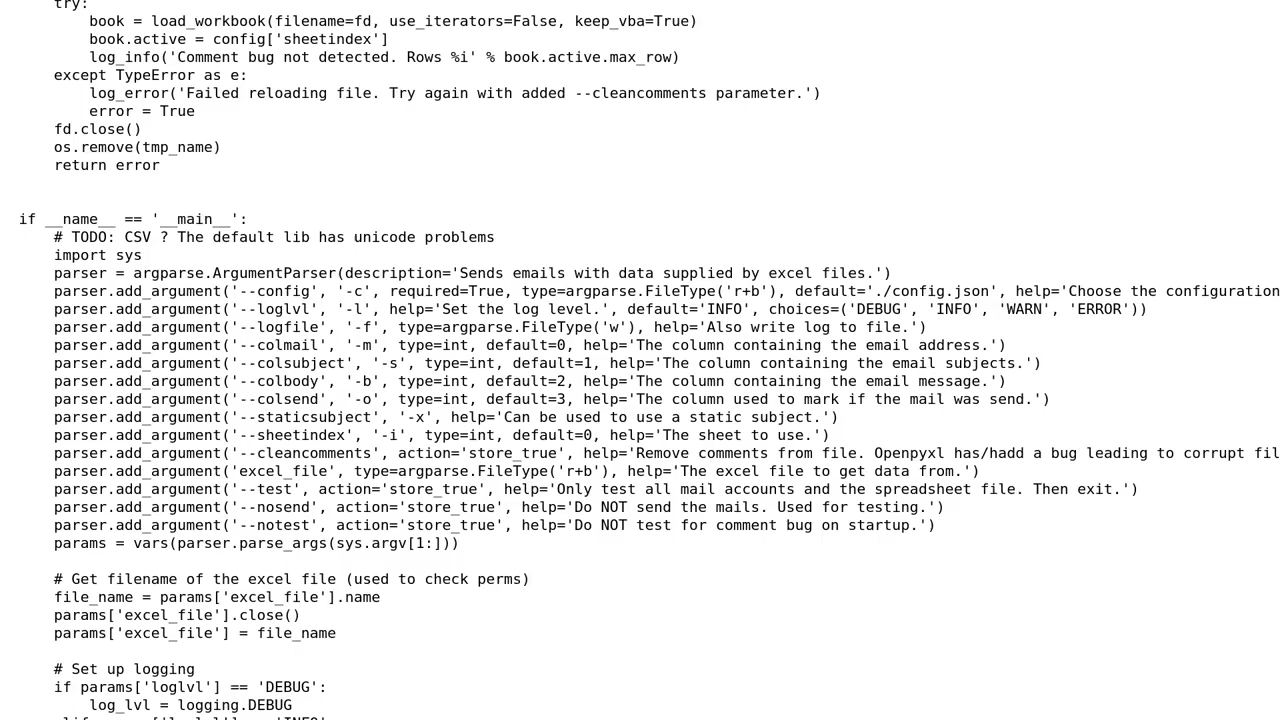 try:
book = load_workbook(filename=fd, use_iterators=False, keep_vba=True)
book.active = config['sheetindex']
log_info('Comment bug not detected. Rows %i' % book.active.max_row)
except TypeError as e:
log_error('Failed reloading file. Try again with added --cleancomments parameter.')
error = True
fd.close()
os.remove(tmp_name)
return error
if __name__ == '__main__':
# TODO: CSV ? The default lib has unicode problems
import sys
parser = argparse.ArgumentParser(description='Sends emails with data supplied by excel files.')
parser.add_argument('--config', '-c', required=True, type=argparse.FileType('r+b'), default='./config.json', help='Choose the configuration
parser.add_argument('--loglvl', '-l', help='Set the log level.', default='INFO', choices=('DEBUG', 'INFO', 'WARN', 'ERROR'))
parser.add_argument('--logfile', '-f', type=argparse.FileType('w'), help='Also write log to file.')
parser.add_argument('--colmail', '-m', type=int, default=0, help='The column containing the email address.')
parser.add_argument('--colsubject', '-s', type=int, default=1, help='The column containing the email subjects.')
parser.add_argument('--colbody', '-b', type=int, default=2, help='The column containing the email message.')
parser.add_argument('--colsend', '-o', type=int, default=3, help='The column used to mark if the mail was send.')
parser.add_argument('--staticsubject', '-x', help='Can be used to use a static subject.')
parser.add_argument('--sheetindex', '-i', type=int, default=0, help='The sheet to use.')
parser.add_argument('--cleancomments', action='store_true', help='Remove comments from file. Openpyxl has/hadd a bug leading to corrupt fil
parser.add_argument('excel_file', type=argparse.FileType('r+b'), help='The excel file to get data from.')
parser.add_argument('--test', action='store_true', help='Only test all mail accounts and the spreadsheet file. Then exit.')
parser.add_argument('--nosend', action='store_true', help='Do NOT send the mails. Used for testing.')
parser.add_argument('--notest', action='store_true', help='Do NOT test for comment bug on startup.')
params = vars(parser.parse_args(sys.argv[1:]))
# Get filename of the excel file (used to check perms)
file_name = params['excel_file'].name
params['excel_file'].close()
params['excel_file'] = file_name
# Set up logging
if params['loglvl'] == 'DEBUG':
log_lvl = logging.DEBUG